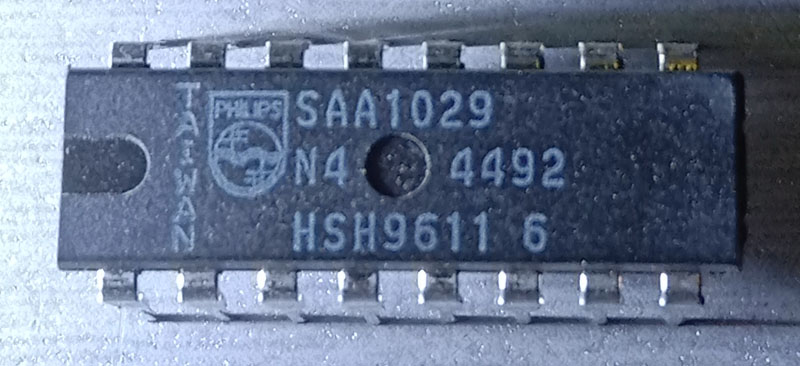 TAIWAN
PHILIPS
SAA1029
N4 4492
HSH9611 6